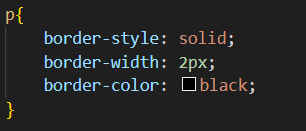 p{
    border-style: solid;
    border-width: 2px;
    border-color: black;
}